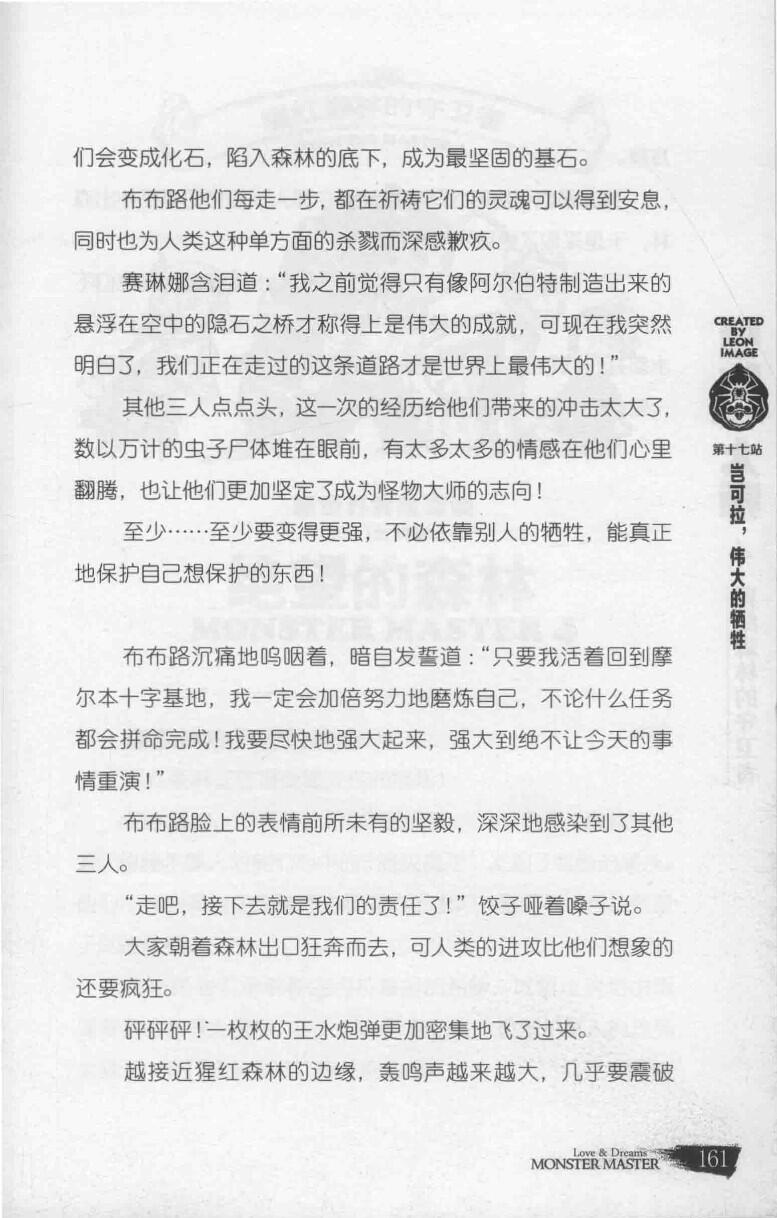 们会变成化石，陷入森林的底下，成为最坚固的基石。
布布路他们每走一步，都在祈祷它们的灵魂可以得到安息，
同时也为人类这种单方面的杀戮而深感歉疚。
赛琳娜含泪道：“我之前觉得只有像阿尔伯特制造出来的
悬浮在空中的隐石之桥才称得上是伟大的成就，可现在我突然
明白了，我们正在走过的这条道路才是世界上最伟大的！”
其他三人点点头，这一次的经历给他们带来的冲击太大了，
数以万计的虫子尸体堆在眼前，有太多太多的情感在他们心里
翻腾，也让他们更加坚定了成为怪物大师的志向！
至少……至少要变得更强，不必依靠别人的牺牲，能真正
地保护自己想保护的东西！
布布路沉痛地呜咽着，暗自发誓道：“只要我活着回到摩
尔本十字基地，我一定会加倍努力地磨炼自己，不论什么任务
都会拼命完成！我要尽快地强大起来，强大到绝不让今天的事
情重演！”
布布路脸上的表情前所未有的坚毅，深深地感染到了其他
三人。
“走吧，接下去就是我们的责任了！”饺子哑着嗓子说。
大家朝着森林出口狂奔而去，可人类的进攻比他们想象的
还要疯狂。
砰砰砰！一枚枚的王水炮弹更加密集地飞了过来。
越接近猩红森林的边缘，轰鸣声越来越大，几乎要震破
CREATED
BY
LEON
IMAGE
第十七站
岂可拉，伟大的牺牲
Love & Dreams
MONSTER MASTER
161